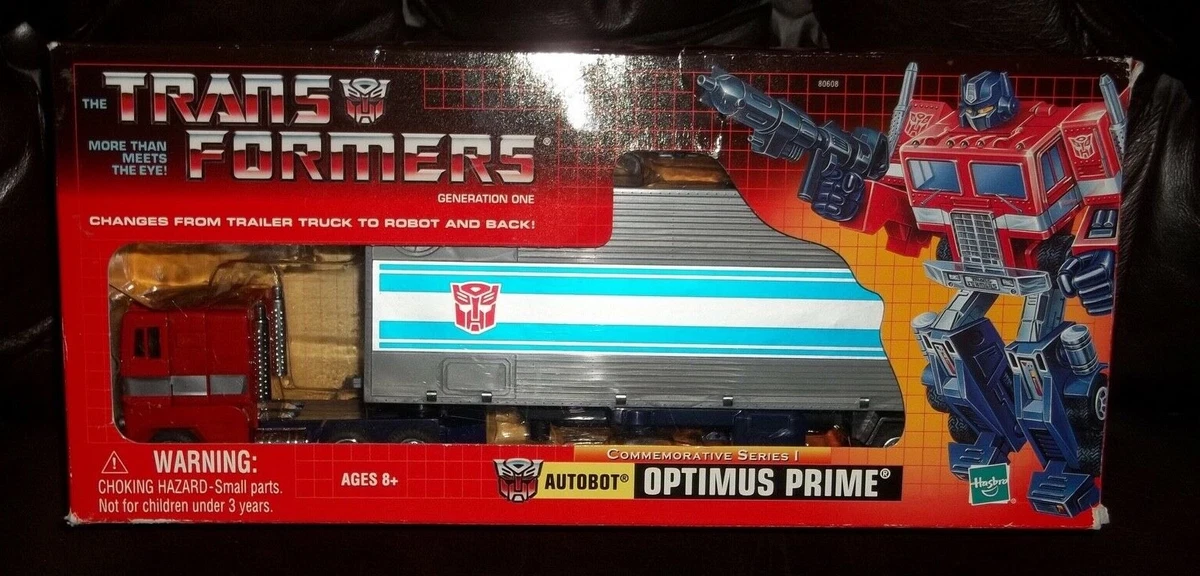 THE TRANS
FORMERS®
MORE THAN
MEETS
THE EYE!
GENERATION ONE
CHANGES FROM TRAILER TRUCK TO ROBOT AND BACK!
80608
WARNING:
CHOKING HAZARD-Small parts.
Not for children under 3 years.
AGES 8+
COMMEMORATIVE SERIES I
AUTOBOT® OPTIMUS PRIME®
Hasbro